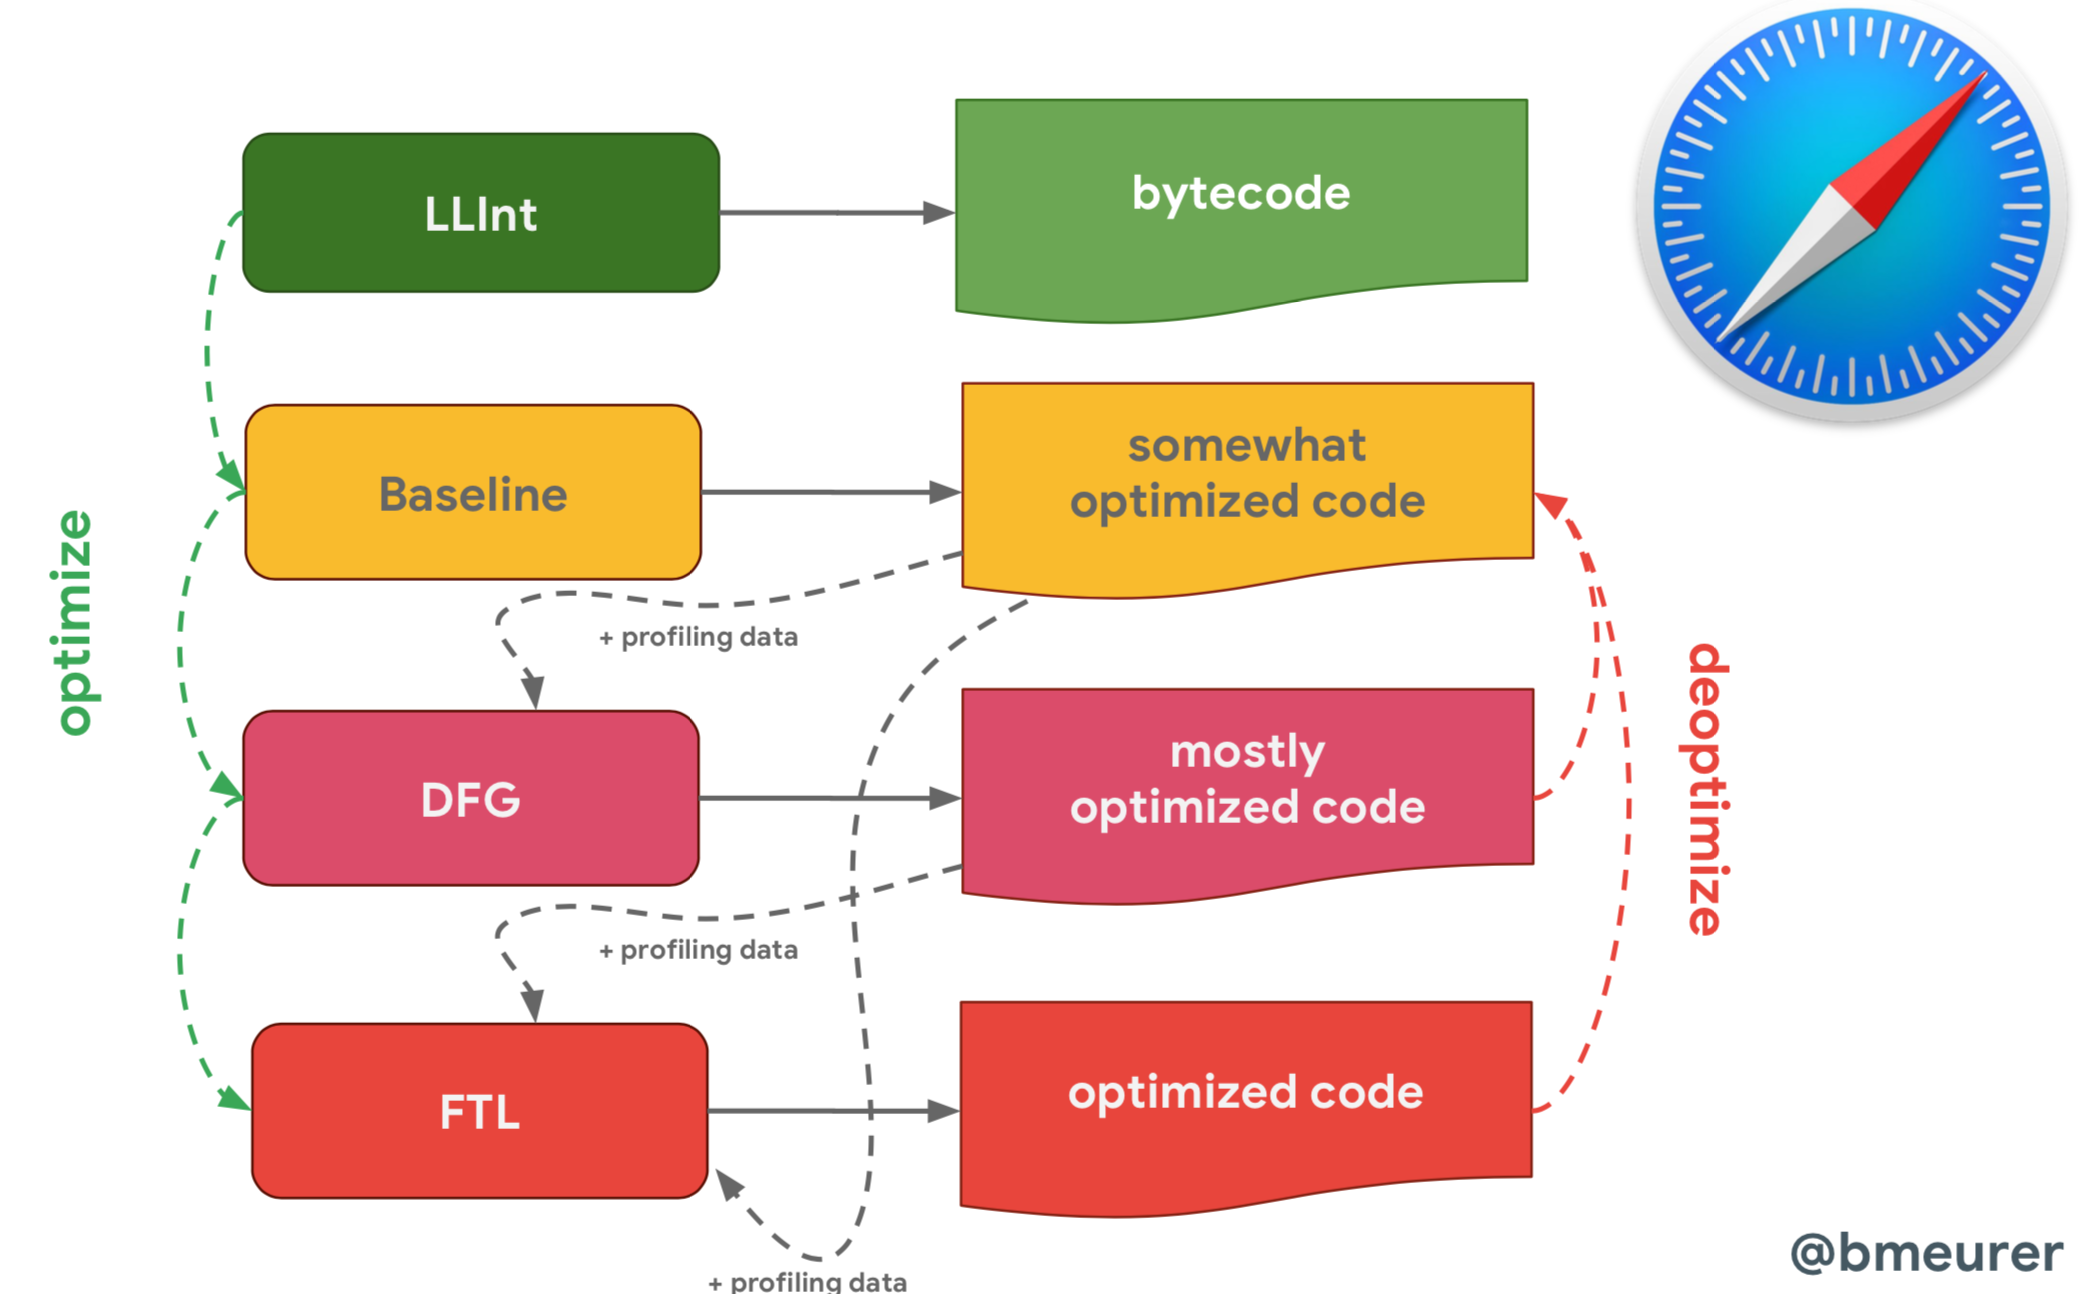 LLInt
bytecode
Baseline
somewhat
optimized code
optimize
+ profiling data
deoptimize
DFG
mostly
optimized code
+ profiling data
FTL
optimized code
+ profiling data
@bmeurer